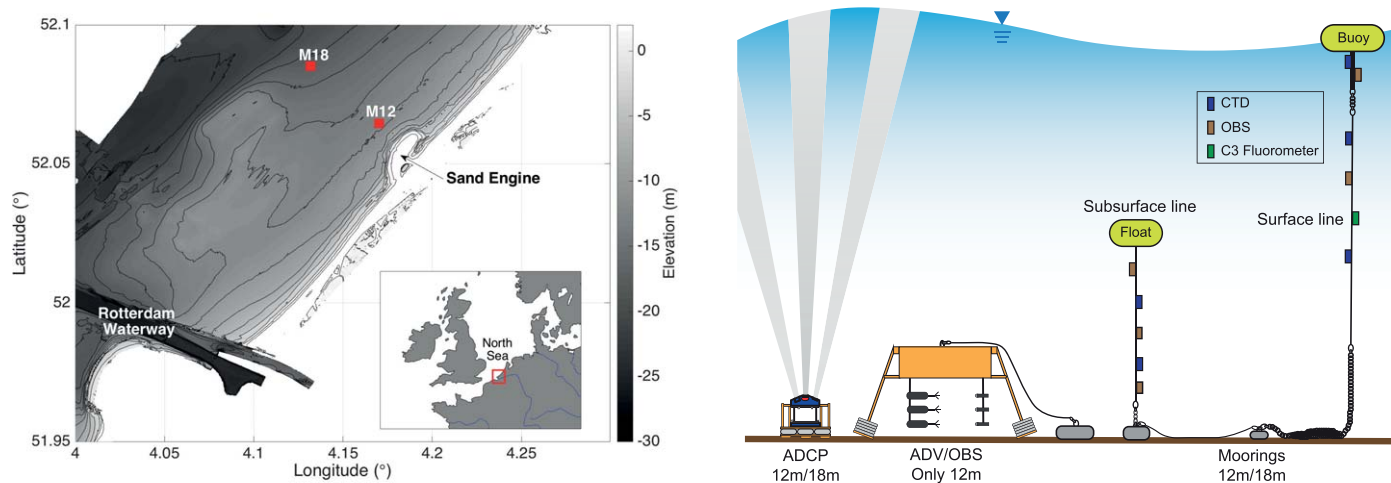 52.1
52.05
52
51.95
Latitude (°)
4
4.05
4.1
4.15
4.2
4.25
Longitude (°)
M18
M12
Sand Engine
Rotterdam
Waterway
North
Sea
0
-5
-10
-15
-20
-25
-30
Elevation (m)
Buoy
CTD
OBS
C3 Fluorometer
Subsurface line
Float
Surface line
ADCP
12m/18m
ADV/OBS
Only 12m
Moorings
12m/18m